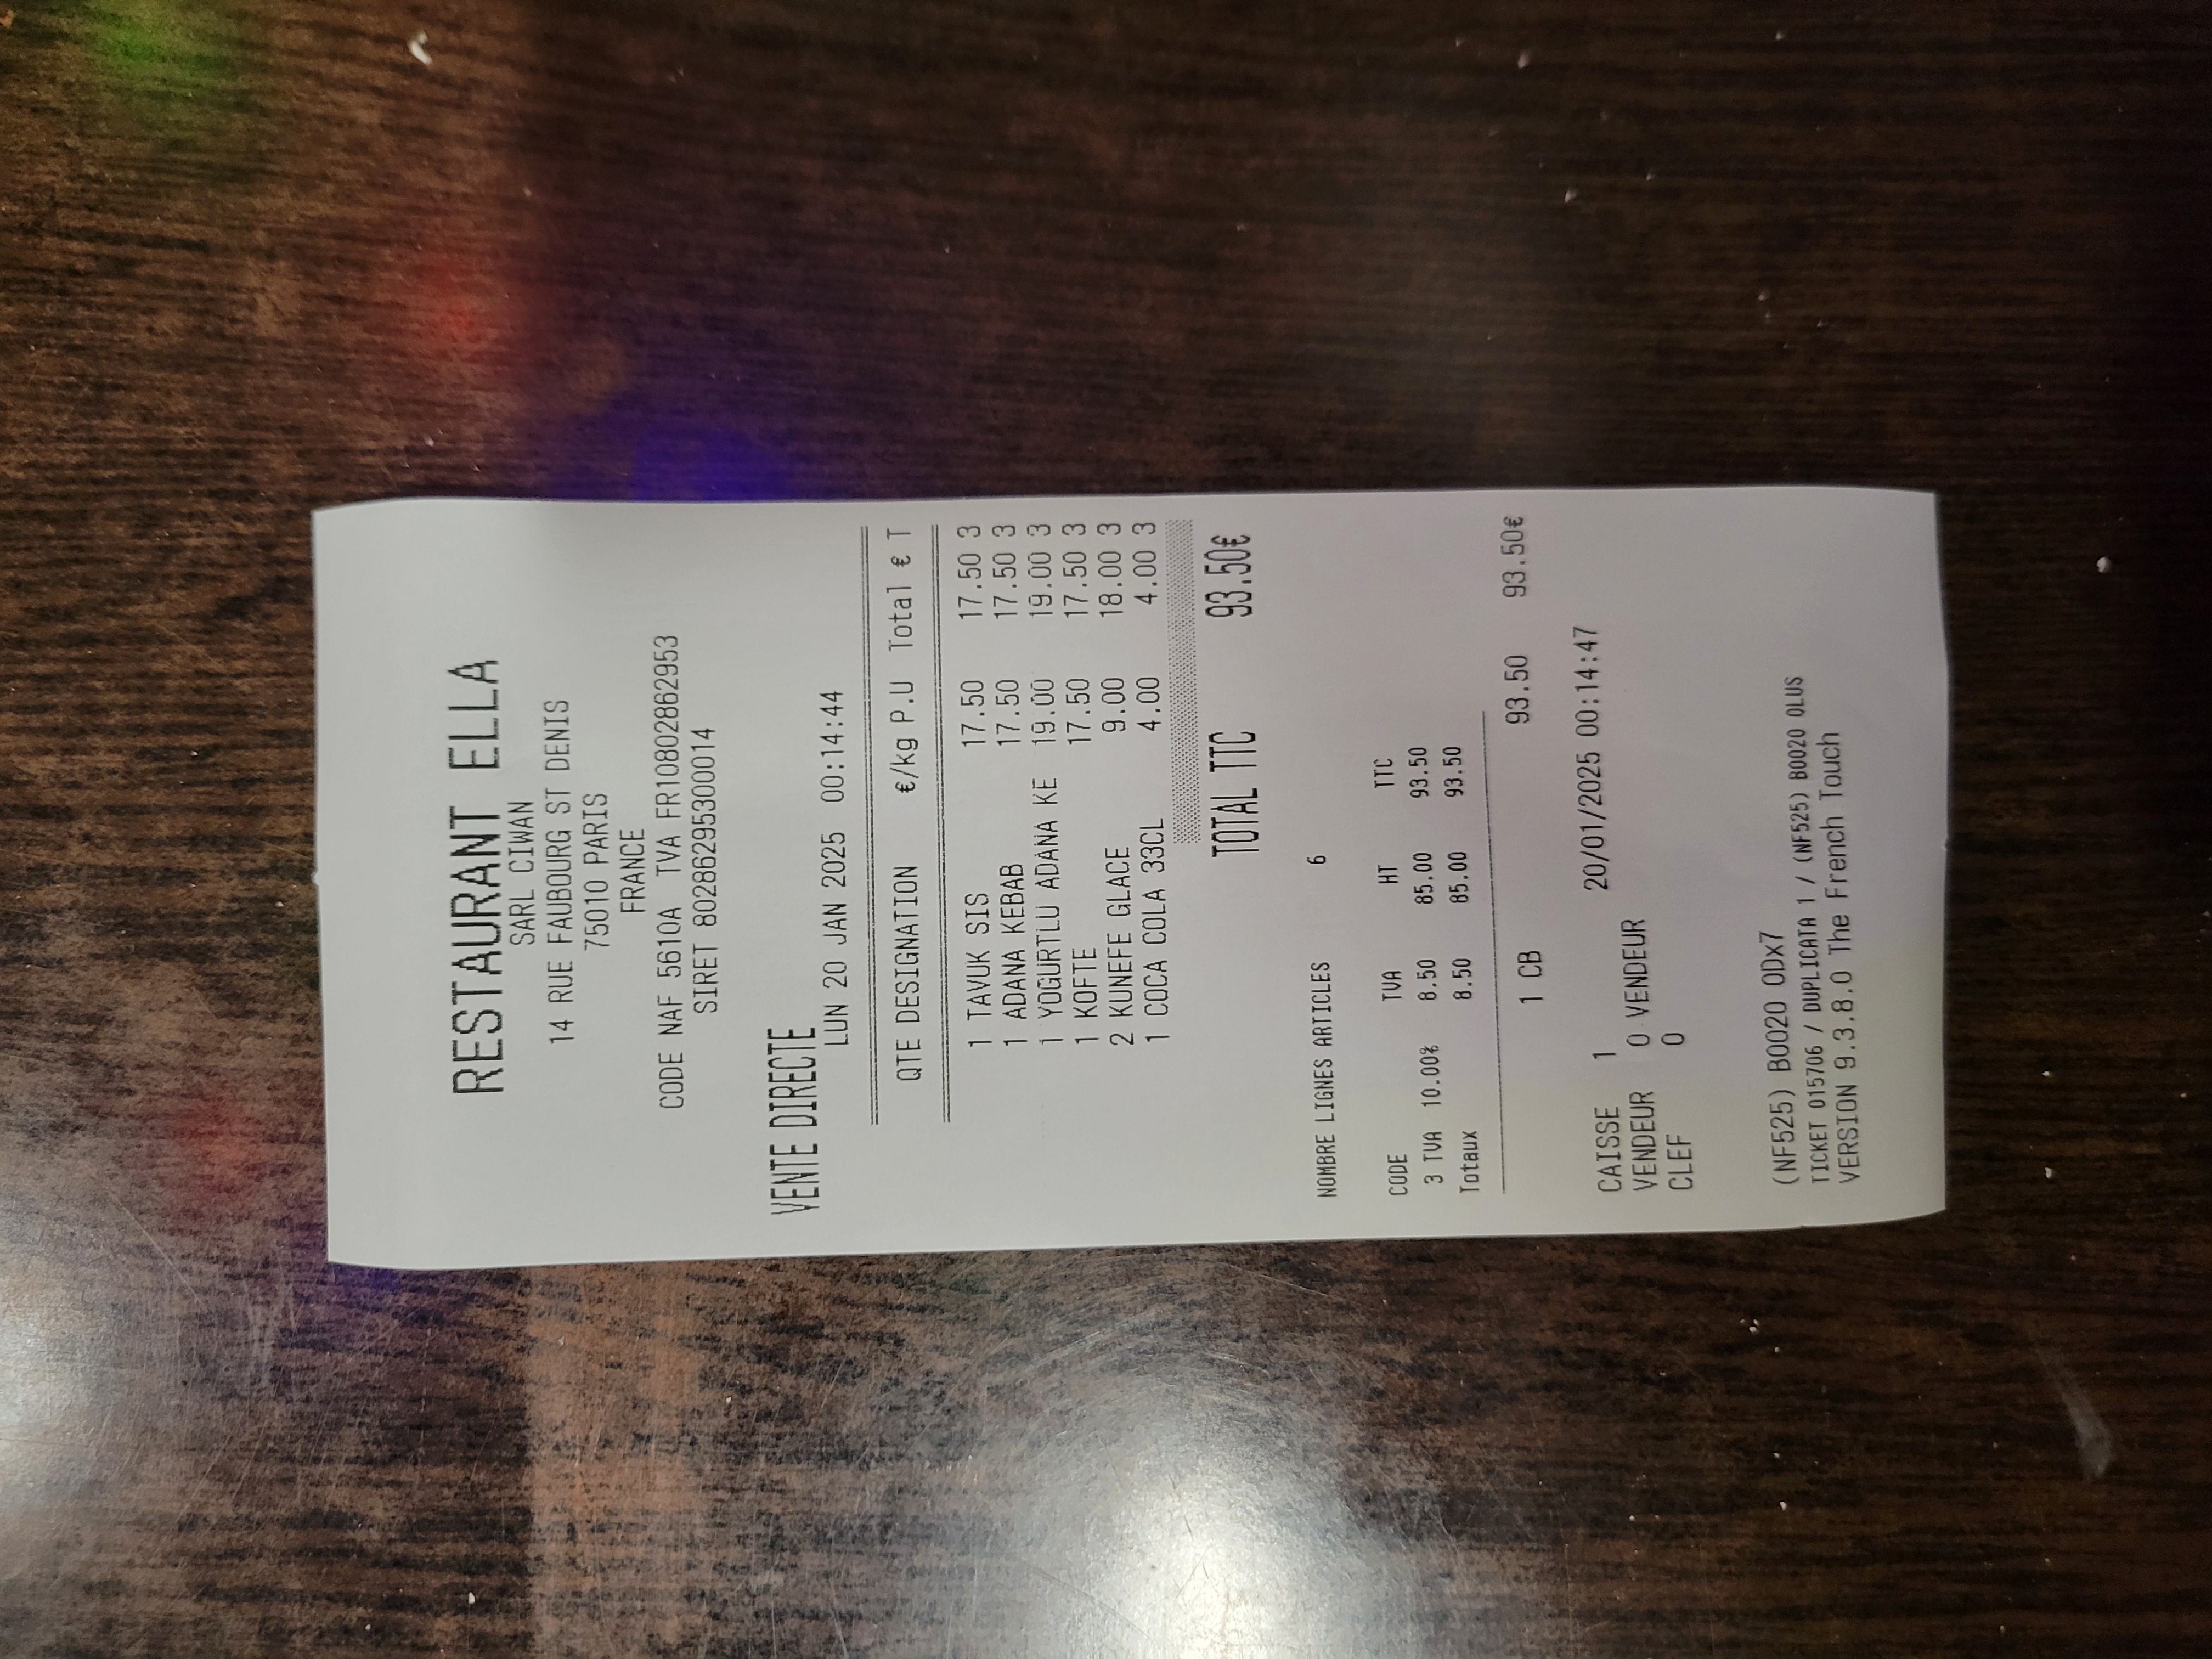 RESTAURANT ELLA
SARL CIWAN
14 RUE FAUBOURG ST DENIS
75010 PARIS
FRANCE
CODE NAF 5610A TVA FR10802862953
SIRET 80286295300014
VENTE DIRECTE
LUN 20 JAN 2025 00:14:44
QTE DESIGNATION €/kg P.U Total € T
1 TAVUK SIS 17.50 17.50 3
1 ADANA KEBAB 17.50 17.50 3
1 YOGURTLU ADANA KE 19.00 19.00 3
1 KOFTE 17.50 17.50 3
2 KUNEFE GLACE 9.00 18.00 3
1 COCA COLA 33CL 4.00 4.00 3
TOTAL TTC 93.50€
NOMBRE LIGNES ARTICLES 6
CODE TVA HT TTC
3 TVA 10.00% 8.50 85.00 93.50
Totaux 8.50 85.00 93.50
1 CB 93.50 93.50€
CAISSE 1 20/01/2025 00:14:47
VENDEUR 0 VENDEUR
CLEF 0
(NF525) B0020 0Dx7
TICKET 015706 / DUPLICATA 1 / (NF525) B0020 0LUS
VERSION 9.3.8.0 The French Touch